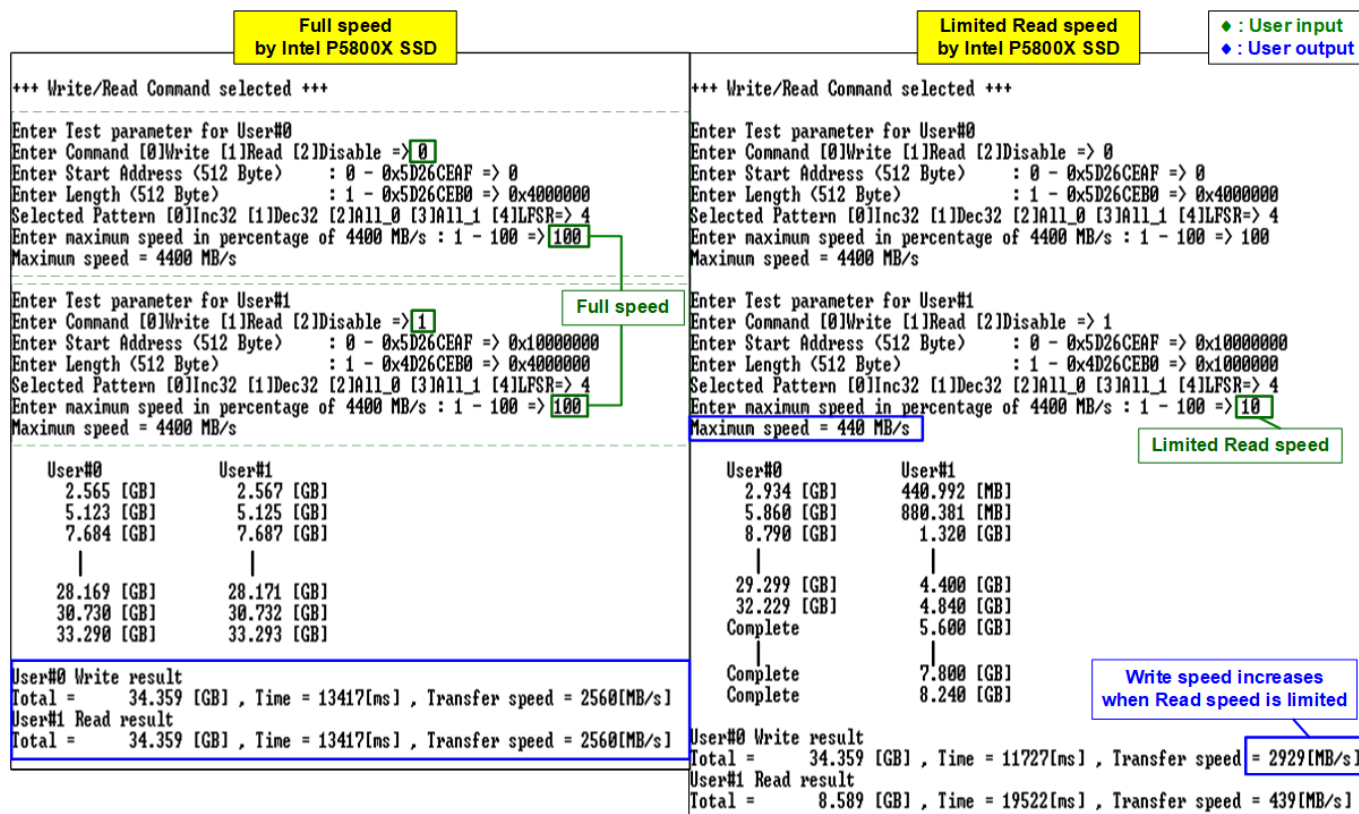 Full speed
by Intel P5800X SSD
+++ Write/Read Command selected +++
Enter Test parameter for User#0
Enter Command [0]Write [1]Read [2]Disable => 0
Enter Start Address (512 Byte) : 0 - 0x5D26CEAF => 0
Enter Length (512 Byte) : 1 - 0x5D26CEB0 => 0x4000000
Selected Pattern [0]Inc32 [1]Dec32 [2]All_0 [3]All_1 [4]LFSR=> 4
Enter maximum speed in percentage of 4400 MB/s : 1 - 100 => 100
Maximum speed = 4400 MB/s
Full speed
Enter Test parameter for User#1
Enter Command [0]Write [1]Read [2]Disable => 1
Enter Start Address (512 Byte) : 0 - 0x5D26CEAF => 0x10000000
Enter Length (512 Byte) : 1 - 0x4D26CEB0 => 0x4000000
Selected Pattern [0]Inc32 [1]Dec32 [2]All_0 [3]All_1 [4]LFSR=> 4
Enter maximum speed in percentage of 4400 MB/s : 1 - 100 => 100
Maximum speed = 4400 MB/s
User#0 User#1
2.565 [GB] 2.567 [GB]
5.123 [GB] 5.125 [GB]
7.684 [GB] 7.687 [GB]
28.169 [GB] 28.171 [GB]
30.730 [GB] 30.732 [GB]
33.290 [GB] 33.293 [GB]
User#0 Write result
Total = 34.359 [GB] , Time = 13417[ms] , Transfer speed = 2560[MB/s]
User#1 Read result
Total = 34.359 [GB] , Time = 13417[ms] , Transfer speed = 2560[MB/s]
Limited Read speed
by Intel P5800X SSD
♦ : User input
♦ : User output
+++ Write/Read Command selected +++
Enter Test parameter for User#0
Enter Command [0]Write [1]Read [2]Disable => 0
Enter Start Address (512 Byte) : 0 - 0x5D26CEAF => 0
Enter Length (512 Byte) : 1 - 0x5D26CEB0 => 0x4000000
Selected Pattern [0]Inc32 [1]Dec32 [2]All_0 [3]All_1 [4]LFSR=> 4
Enter maximum speed in percentage of 4400 MB/s : 1 - 100 => 100
Maximum speed = 4400 MB/s
Enter Test parameter for User#1
Enter Command [0]Write [1]Read [2]Disable => 1
Enter Start Address (512 Byte) : 0 - 0x5D26CEAF => 0x10000000
Enter Length (512 Byte) : 1 - 0x4D26CEB0 => 0x1000000
Selected Pattern [0]Inc32 [1]Dec32 [2]All_0 [3]All_1 [4]LFSR=> 4
Enter maximum speed in percentage of 4400 MB/s : 1 - 100 => 10
Maximum speed = 440 MB/s
Limited Read speed
User#0 User#1
2.934 [GB] 440.992 [MB]
5.860 [GB] 880.381 [MB]
8.790 [GB] 1.320 [GB]
29.299 [GB] 4.400 [GB]
32.229 [GB] 4.840 [GB]
Complete 5.600 [GB]
Complete 7.800 [GB]
Complete 8.240 [GB]
Write speed increases
when Read speed is limited
User#0 Write result
Total = 34.359 [GB] , Time = 11727[ms] , Transfer speed = 2929[MB/s]
User#1 Read result
Total = 8.589 [GB] , Time = 19522[ms] , Transfer speed = 439[MB/s]